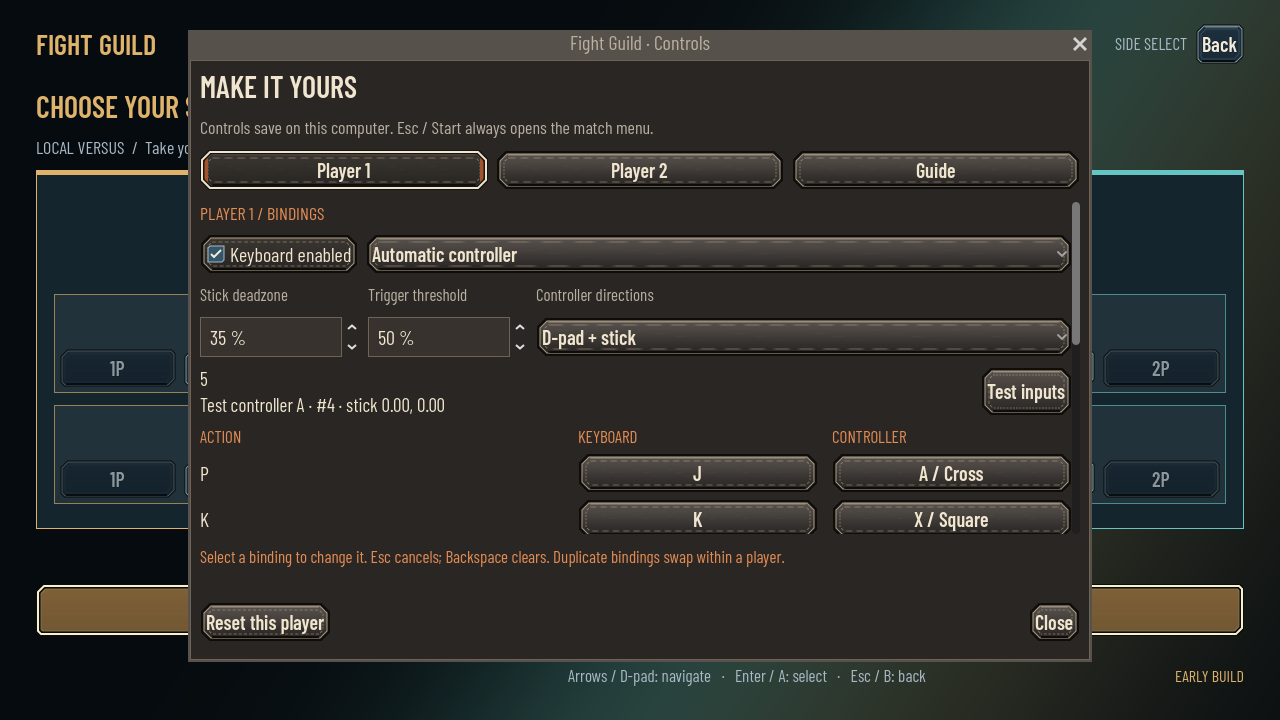 FIGHT GUILD
Fight Guild · Controls
SIDE SELECT
Back
CHOOSE YOUR
LOCAL VERSUS / Take
MAKE IT YOURS
Controls save on this computer. Esc / Start always opens the match menu.
Player 1
Player 2
Guide
PLAYER 1 / BINDINGS
Keyboard enabled
Automatic controller
Stick deadzone
Trigger threshold
Controller directions
35 %
50 %
D-pad + stick
5
Test controller A · #4 · stick 0.00, 0.00
Test inputs
ACTION
KEYBOARD
CONTROLLER
P
J
A / Cross
K
K
X / Square
1P
2P
1P
2P
Select a binding to change it. Esc cancels; Backspace clears. Duplicate bindings swap within a player.
Reset this player
Close
Arrows / D-pad: navigate · Enter / A: select · Esc / B: back
EARLY BUILD